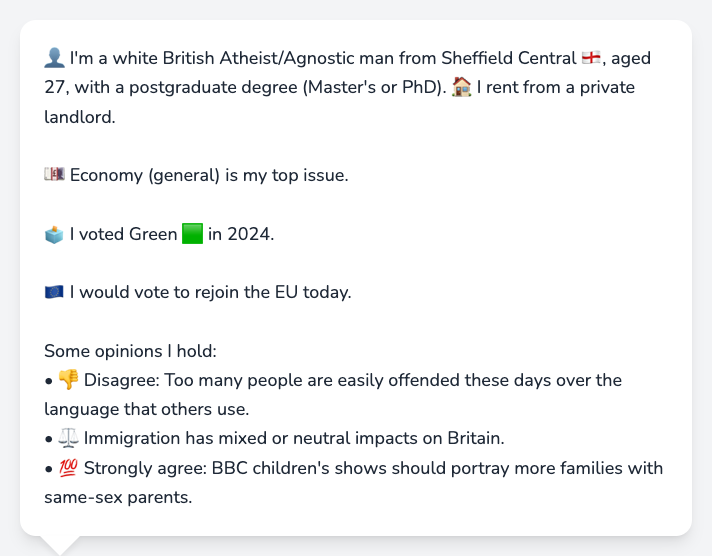 👤 I'm a white British Atheist/Agnostic man from Sheffield Central 🏴󠁧󠁢󠁥󠁮󠁧󠁿, aged
27, with a postgraduate degree (Master's or PhD). 🏠 I rent from a private
landlord.
💷 Economy (general) is my top issue.
🗳️ I voted Green 🟩 in 2024.
🇪🇺 I would vote to rejoin the EU today.
Some opinions I hold:
• 👎 Disagree: Too many people are easily offended these days over the
language that others use.
• ⚖️ Immigration has mixed or neutral impacts on Britain.
• 💯 Strongly agree: BBC children's shows should portray more families with
same-sex parents.